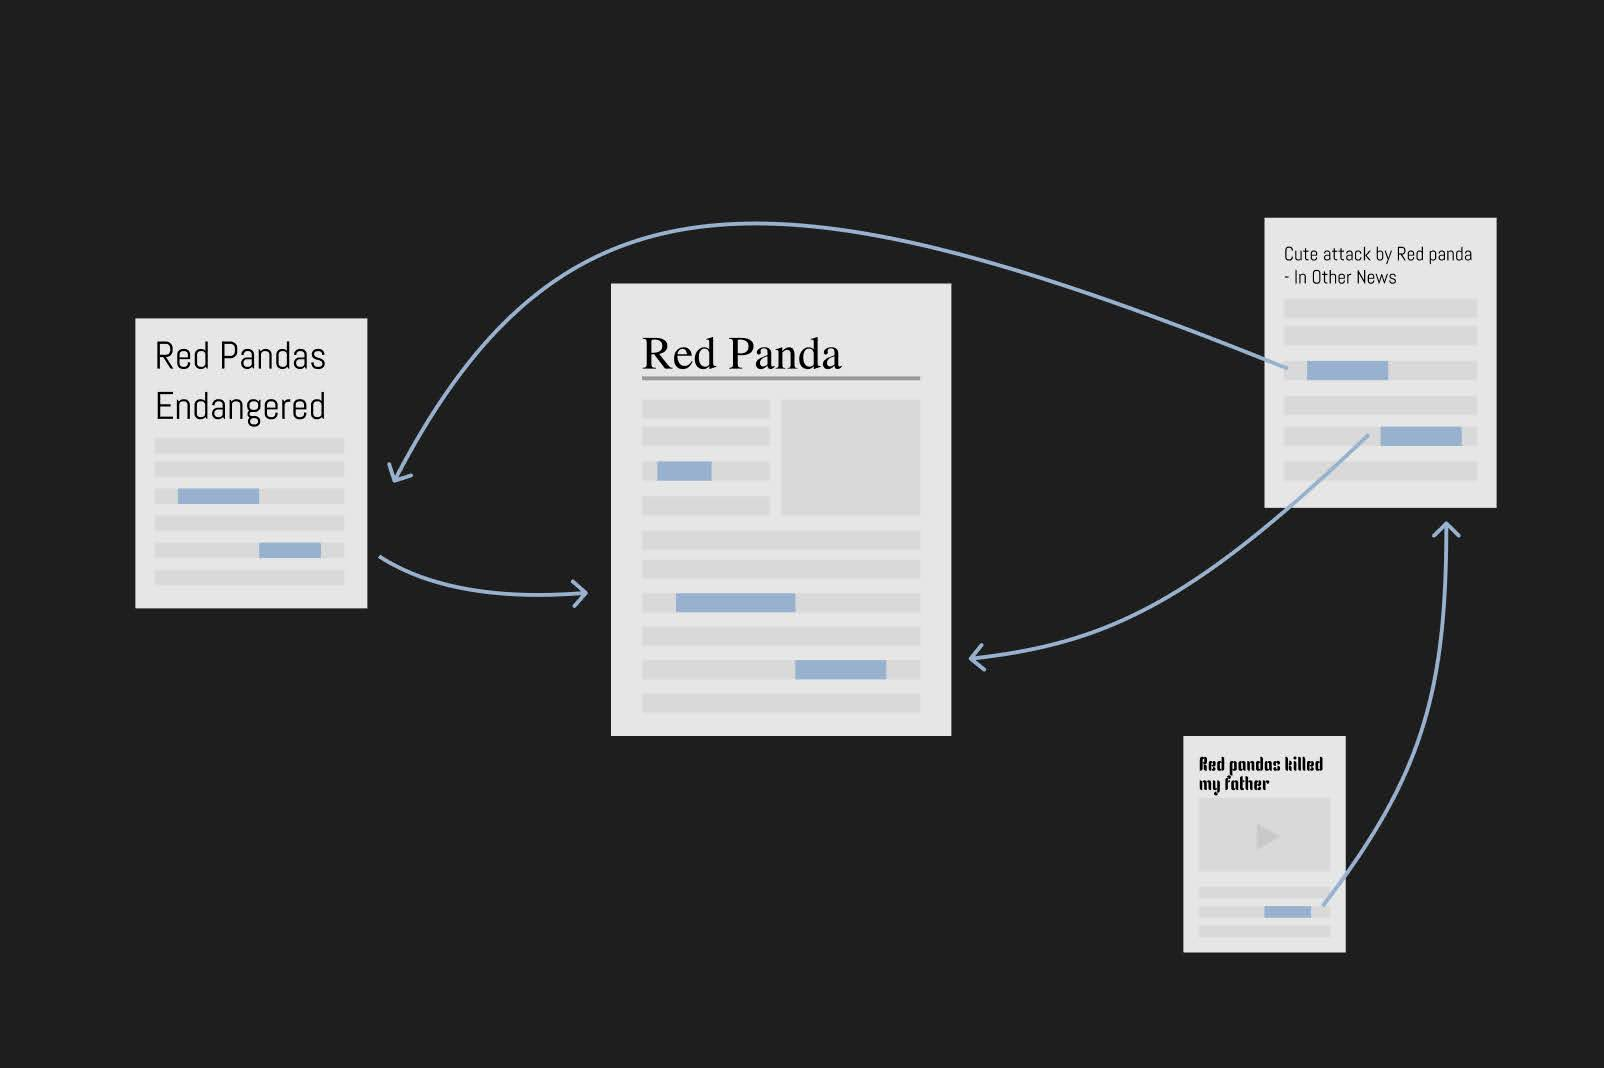 Red Pandas
Endangered
Red Panda
Cute attack by Red panda
- In Other News
Red pandas killed
my father